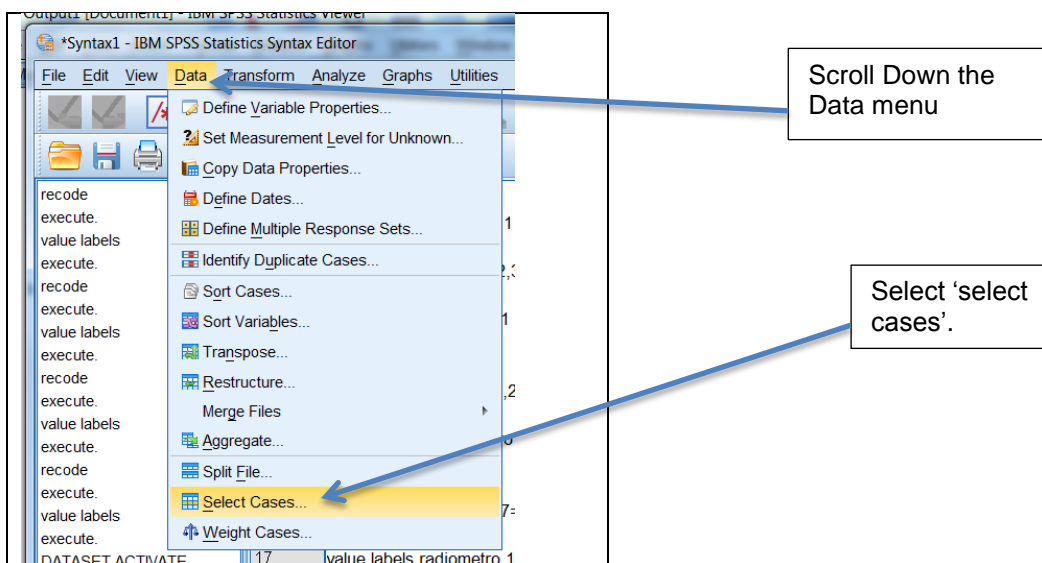 Output1 [Document1] - IBM SPSS Statistics Viewer
*Syntax1 - IBM SPSS Statistics Syntax Editor
File Edit View Data Transform Analyze Graphs Utilities
Define Variable Properties...
Set Measurement Level for Unknown...
Copy Data Properties...
Define Dates...
Define Multiple Response Sets...
Identify Duplicate Cases...
Sort Cases...
Sort Variables...
Transpose...
Restructure...
Merge Files
Aggregate...
Split File...
Select Cases...
Weight Cases...
recode
execute.
value labels
execute.
recode
execute.
value labels
execute.
recode
execute.
value labels
execute.
recode
execute.
value labels
execute.
DATASET ACTIVATE
1
1
17 value labels radiometro 1
Scroll Down the
Data menu
Select ‘select
cases’.